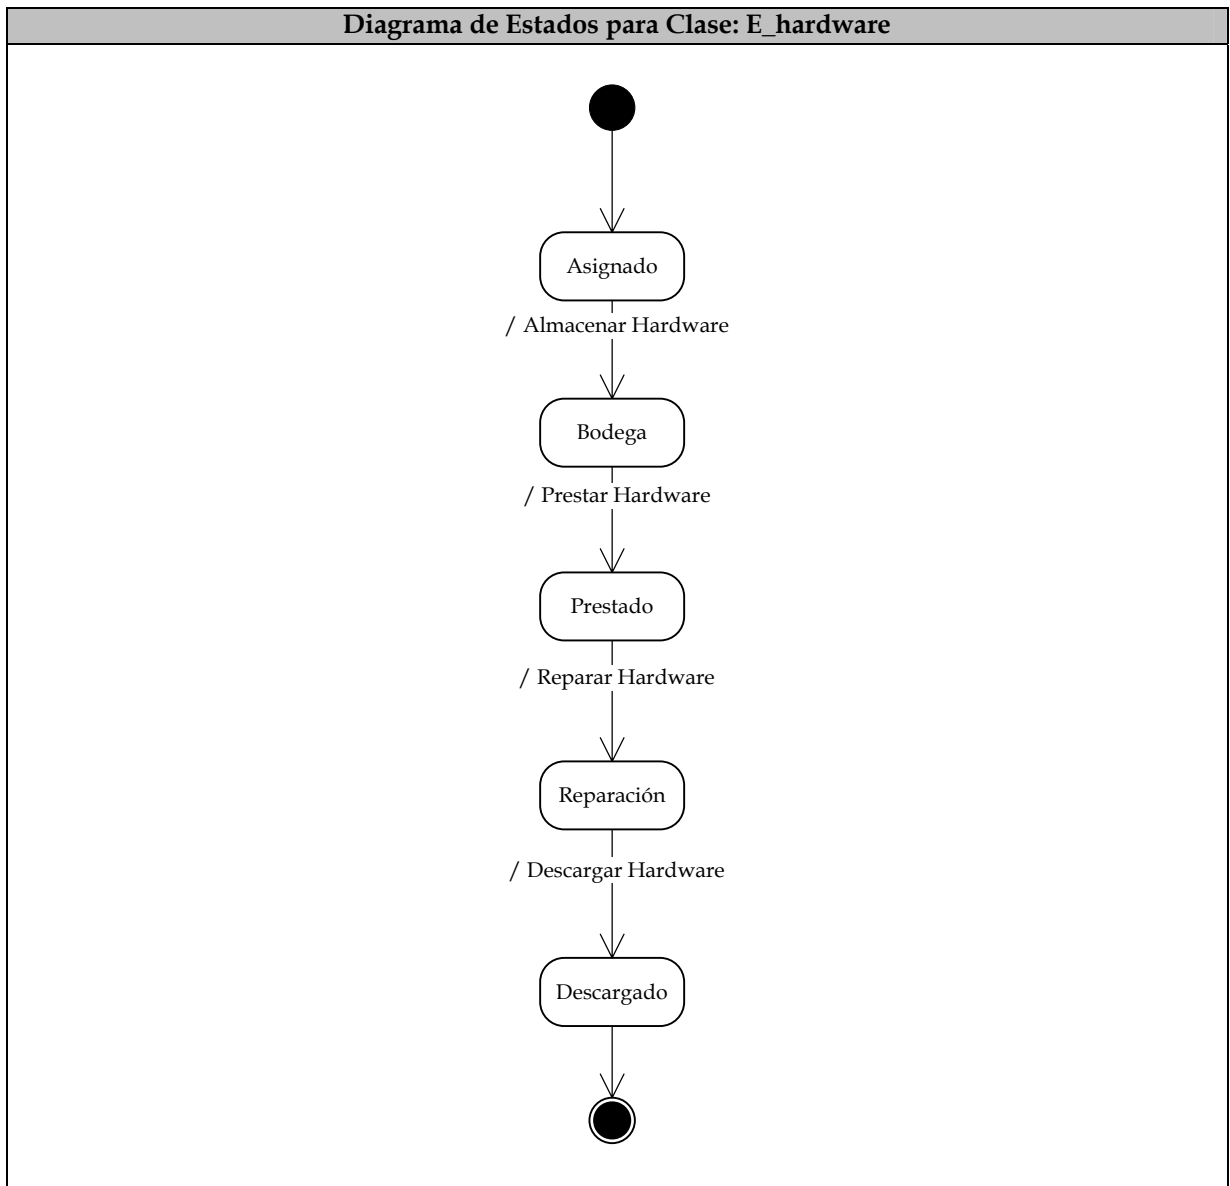 Diagrama de Estados para Clase: E_hardware
Asignado
/ Almacenar Hardware
Bodega
/ Prestar Hardware
Prestado
/ Reparar Hardware
Reparación
/ Descargar Hardware
Descargado